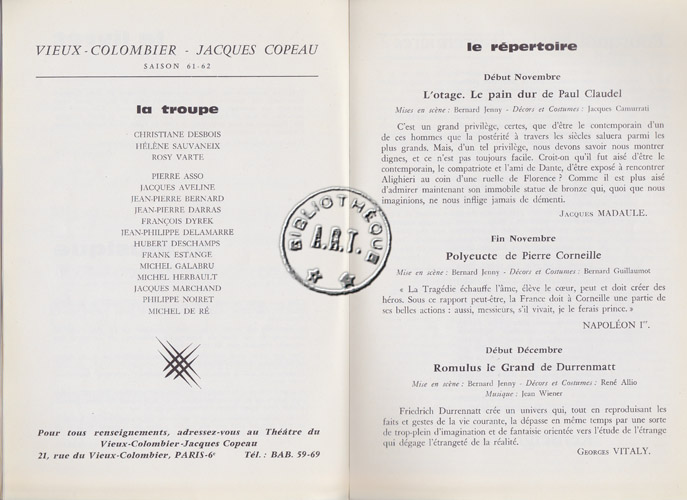 VIEUX-COLOMBIER - JACQUES COPEAU
SAISON 61-62
la troupe
CHRISTIANE DESBOIS
HÉLÈNE SAUVANEIX
ROSY VARTE
PIERRE ASSO
JACQUES AVELINE
JEAN-PIERRE BERNARD
JEAN-PIERRE DARRAS
FRANÇOIS DYREK
JEAN-PHILIPPE DELAMARRE
HUBERT DESCHAMPS
FRANK ESTANGE
MICHEL GALABRU
MICHEL HERBAULT
JACQUES MARCHAND
PHILIPPE NOIRET
MICHEL DE RÉ
Pour tous renseignements, adressez-vous au Théâtre du
Vieux-Colombier-Jacques Copeau
21, rue du Vieux-Colombier, PARIS-6e Tél. : BAB. 59-69
BIBLIOTHÈQUE
A.R.T.
le répertoire
Début Novembre
L'otage. Le pain dur de Paul Claudel
Mises en scène : Bernard Jenny - Décors et Costumes : Jacques Camurrati
C'est un grand privilège, certes, que d'être le contemporain d'un
de ces hommes que la postérité à travers les siècles saluera parmi les
plus grands. Mais, d'un tel privilège, nous devons savoir nous montrer
dignes, et ce n'est pas toujours facile. Croit-on qu'il fut aisé d'être le
contemporain, le compatriote et l'ami de Dante, d'être exposé à rencontrer
Alighieri au coin d'une ruelle de Florence ? Comme il est plus aisé
d'admirer maintenant son immobile statue de bronze qui, quoi que nous
imaginions, ne nous inflige jamais de démenti.
JACQUES MADAULE.
Fin Novembre
Polyeucte de Pierre Corneille
Mise en scène : Bernard Jenny - Décors et Costumes : Bernard Guillaumot
« La Tragédie échauffe l'âme, élève le cœur, peut et doit créer des
héros. Sous ce rapport peut-être, la France doit à Corneille une partie de
ses belles actions : aussi, messieurs, s'il vivait, je le ferais prince. »
NAPOLÉON Ier.
Début Décembre
Romulus le Grand de Durrenmatt
Mise en scène : Bernard Jenny - Décors et Costumes : René Allio
Musique : Jean Wiener
Friedrich Durrennatt crée un univers qui, tout en reproduisant les
faits et gestes de la vie courante, la dépasse en même temps par une sorte
de trop-plein d'imagination et de fantaisie orientée vers l'étude de l'étrange
qui dégage l'étrangeté de la réalité.
GEORGES VITALY.